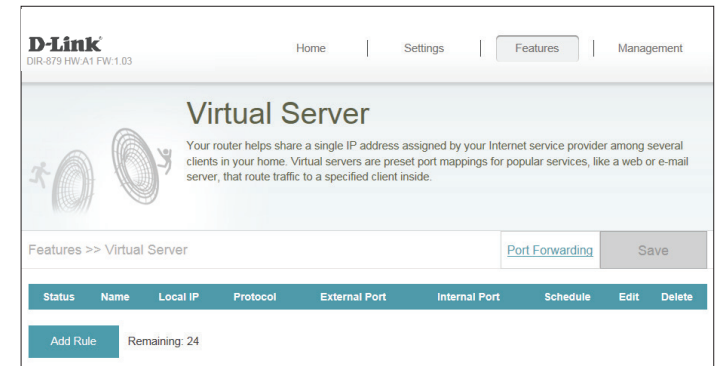 D-Link
DIR-879 HW:A1 FW:1.03
Home
Settings
Features
Management
Virtual Server
Your router helps share a single IP address assigned by your Internet service provider among several
clients in your home. Virtual servers are preset port mappings for popular services, like a web or e-mail
server, that route traffic to a specified client inside.
Features >> Virtual Server
Port Forwarding
Save
Status Name Local IP Protocol External Port Internal Port Schedule Edit Delete
Add Rule Remaining: 24